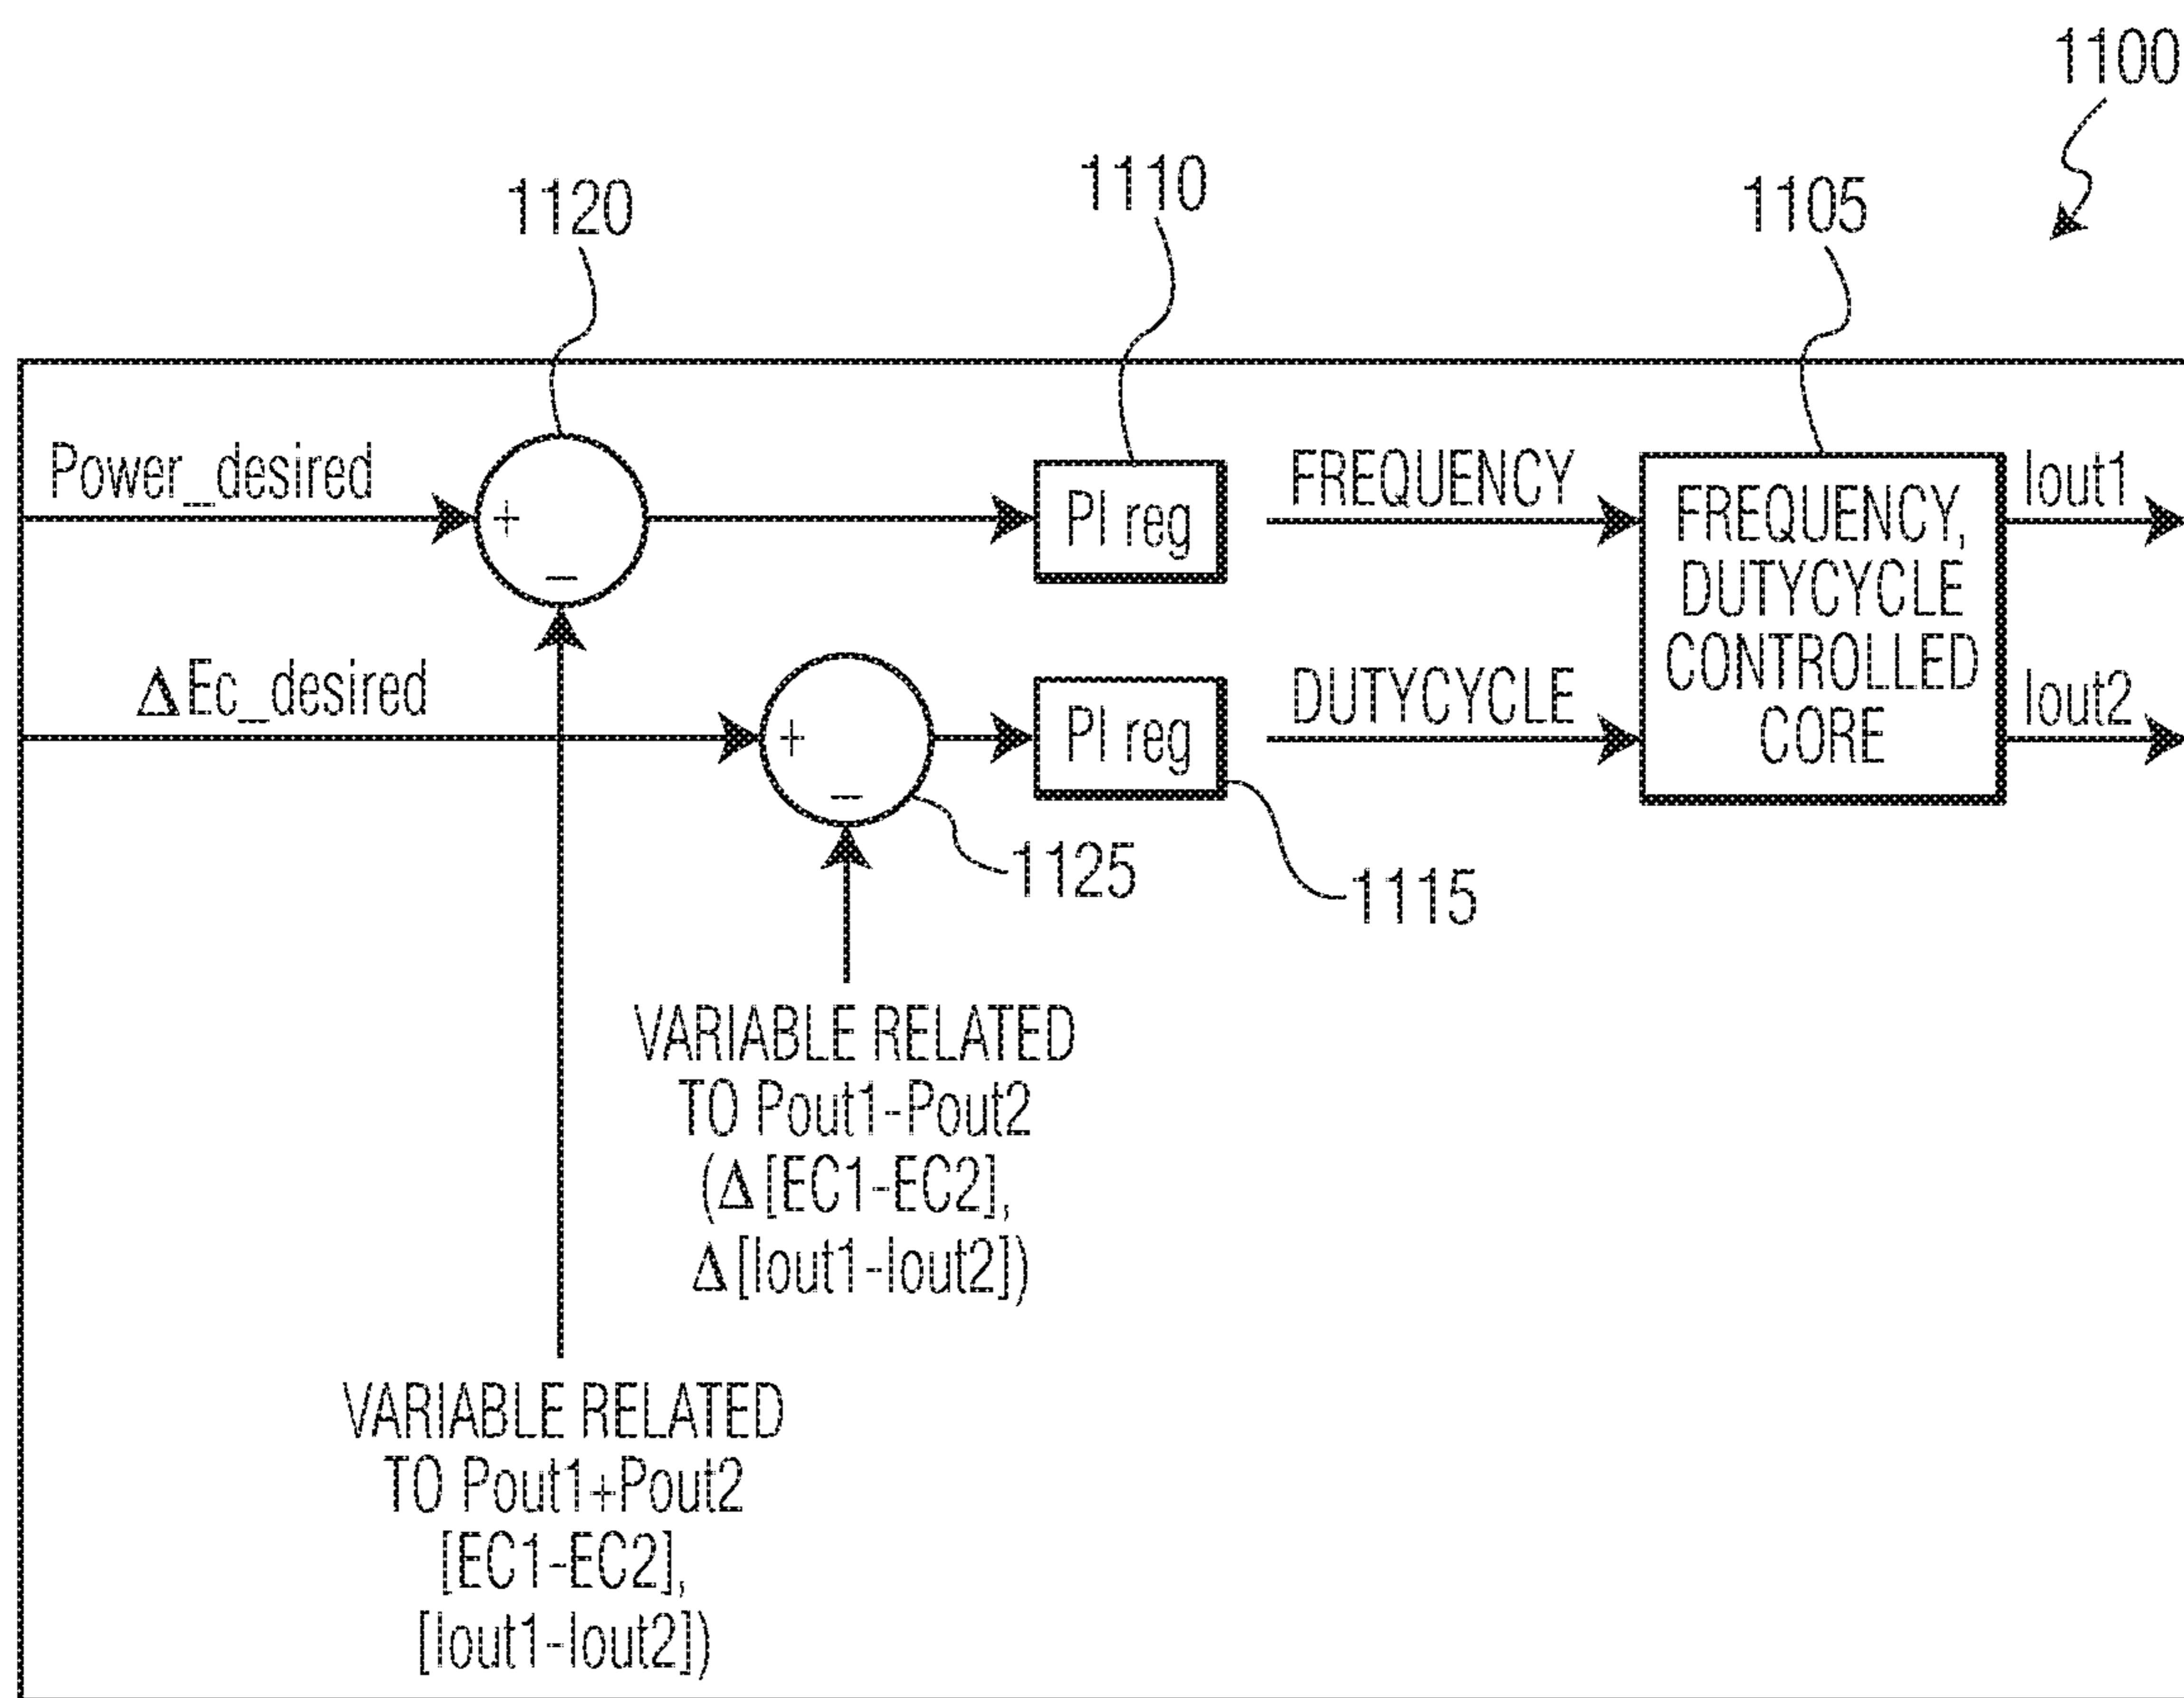 1100
1120
1110
1105
Power_desired
+
−
PI reg
FREQUENCY
FREQUENCY,
DUTYCYCLE
CONTROLLED
CORE
Iout1
ΔEc_desired
+
−
PI reg
DUTYCYCLE
Iout2
1125
1115
VARIABLE RELATED
TO Pout1-Pout2
(Δ[EC1-EC2],
Δ[Iout1-Iout2])
VARIABLE RELATED
TO Pout1+Pout2
[EC1-EC2],
[Iout1-Iout2])